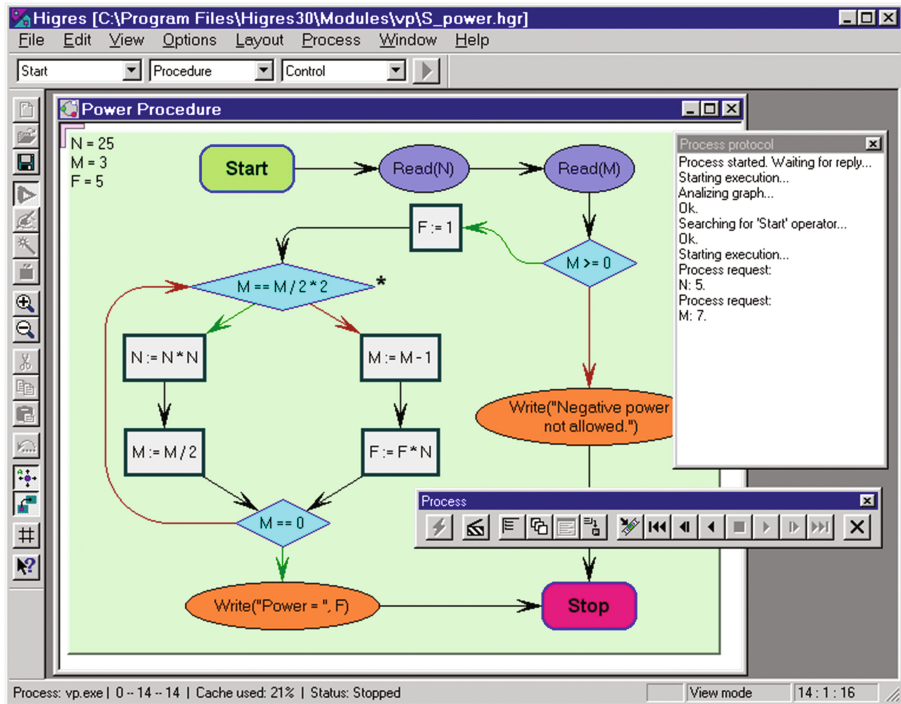 Higres [C:\Program Files\Higres30\Modules\vp\S_power.hgr]
File Edit View Options Layout Process Window Help
Start Procedure Control
Power Procedure
N = 25
M = 3
F = 5
Start
Read(N)
Read(M)
F := 1
M >= 0
M == M / 2 * 2
*
N := N * N
M := M - 1
Write("Negative power
not allowed.")
M := M / 2
F := F * N
M == 0
Write("Power = ", F)
Stop
Process protocol
Process started. Waiting for reply...
Starting execution...
Analizing graph...
Ok.
Searching for 'Start' operator...
Ok.
Starting execution...
Process request:
N: 5.
Process request:
M: 7.
Process
Process: vp.exe | 0 -- 14 -- 14 | Cache used: 21% | Status: Stopped
View mode
14 : 1 : 16